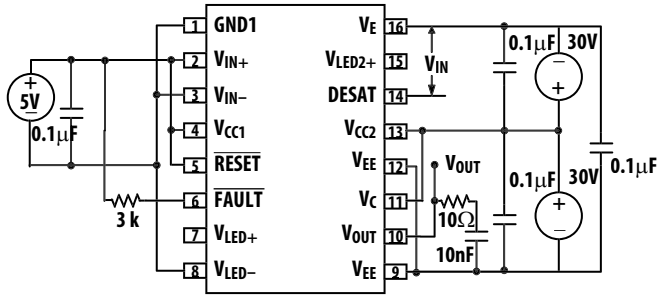 1 GND1
2 VIN+
3 VIN–
4 VCC1
5 RESET
6 FAULT
7 VLED+
8 VLED–
VE 16
VLED2+ 15
DESAT 14
VCC2 13
VEE 12
VC 11
VOUT 10
VEE 9
5V
0.1μF
3 k
VIN
VOUT
10Ω
10nF
0.1μF
30V
0.1μF
30V
0.1μF